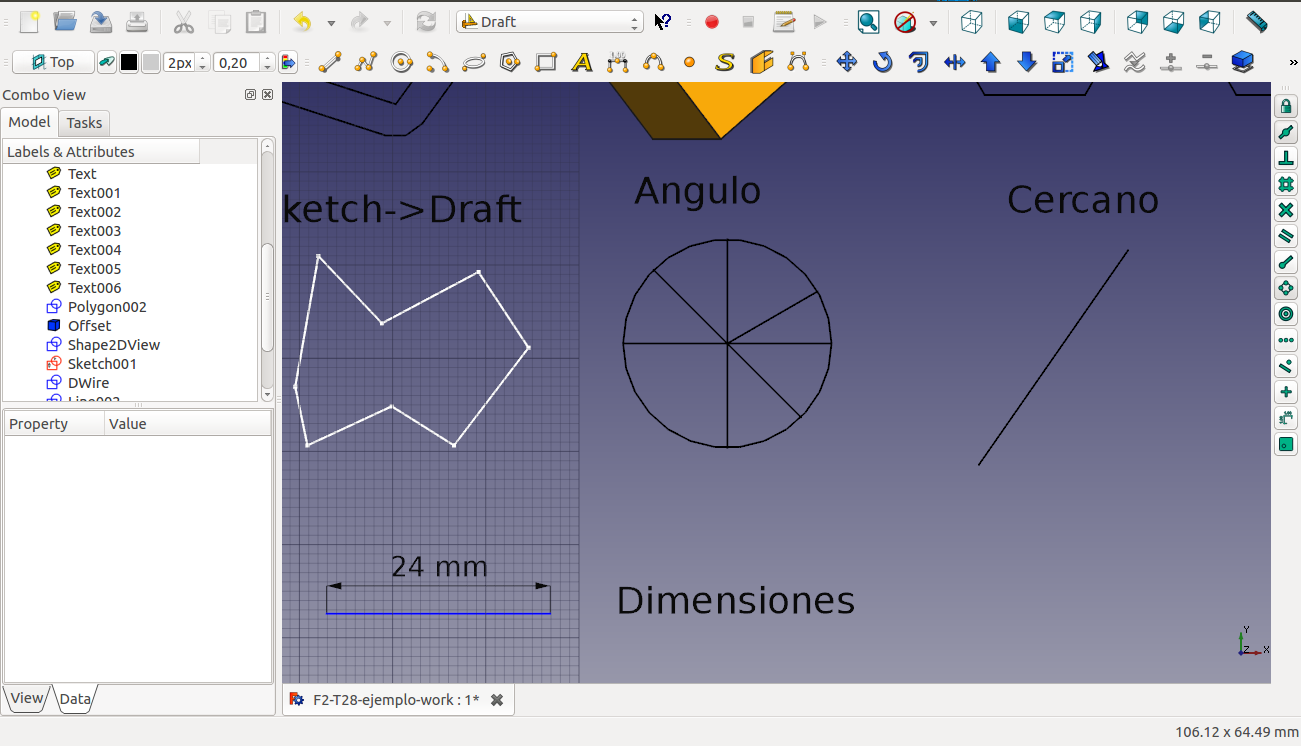 Draft
Top
2px
0,20
»
Combo View
Model
Tasks
Labels & Attributes
Text
Text001
Text002
Text003
Text004
Text005
Text006
Polygon002
Offset
Shape2DView
Sketch001
DWire
Property
Value
View
Data
ketch->Draft
Angulo
Cercano
24 mm
Dimensiones
Y
Z
X
F2-T28-ejemplo-work : 1*
106.12 x 64.49 mm